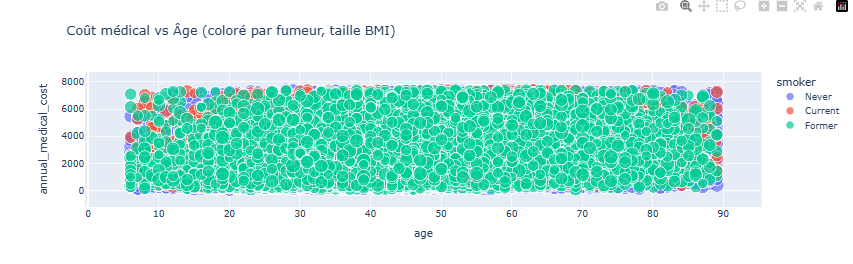 Coût médical vs Âge (coloré par fumeur, taille BMI)
smoker
Never
Current
Former
annual_medical_cost
8000
6000
4000
2000
0
0 10 20 30 40 50 60 70 80 90
age